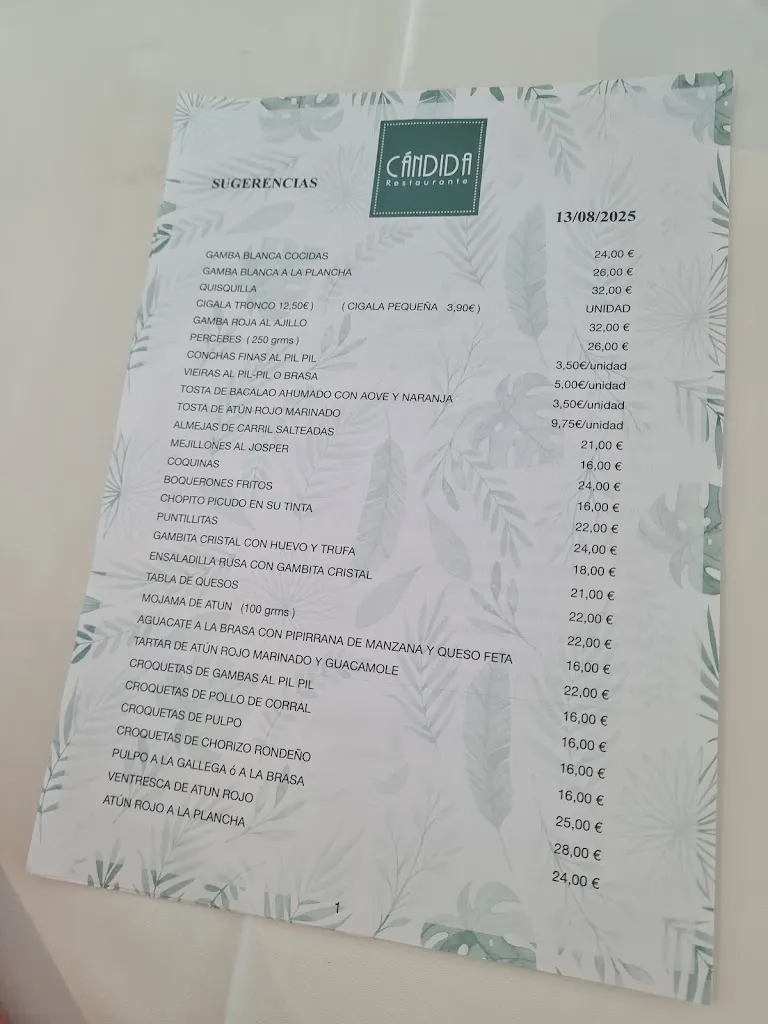 CÁNDIDA
Restaurante
SUGERENCIAS
13/08/2025
GAMBA BLANCA COCIDAS 24,00 €
GAMBA BLANCA A LA PLANCHA 26,00 €
QUISQUILLA 32,00 €
CIGALA TRONCO 12,50€ ) ( CIGALA PEQUEÑA 3,90€ ) UNIDAD
GAMBA ROJA AL AJILLO 32,00 €
PERCEBES ( 250 grms ) 26,00 €
CONCHAS FINAS AL PIL PIL 3,50€/unidad
VIEIRAS AL PIL-PIL O BRASA 5,00€/unidad
TOSTA DE BACALAO AHUMADO CON AOVE Y NARANJA 3,50€/unidad
TOSTA DE ATÚN ROJO MARINADO 9,75€/unidad
ALMEJAS DE CARRIL SALTEADAS 21,00 €
MEJILLONES AL JOSPER 16,00 €
COQUINAS 24,00 €
BOQUERONES FRITOS 16,00 €
CHOPITO PICUDO EN SU TINTA 22,00 €
PUNTILLITAS 24,00 €
GAMBITA CRISTAL CON HUEVO Y TRUFA 18,00 €
ENSALADILLA RUSA CON GAMBITA CRISTAL 21,00 €
TABLA DE QUESOS 22,00 €
MOJAMA DE ATUN (100 grms ) 22,00 €
AGUACATE A LA BRASA CON PIPIRRANA DE MANZANA Y QUESO FETA 16,00 €
TARTAR DE ATÚN ROJO MARINADO Y GUACAMOLE 22,00 €
CROQUETAS DE GAMBAS AL PIL PIL 16,00 €
CROQUETAS DE POLLO DE CORRAL 16,00 €
CROQUETAS DE PULPO 16,00 €
CROQUETAS DE CHORIZO RONDEÑO 16,00 €
PULPO A LA GALLEGA ó A LA BRASA 25,00 €
VENTRESCA DE ATUN ROJO 28,00 €
ATÚN ROJO A LA PLANCHA 24,00 €
1